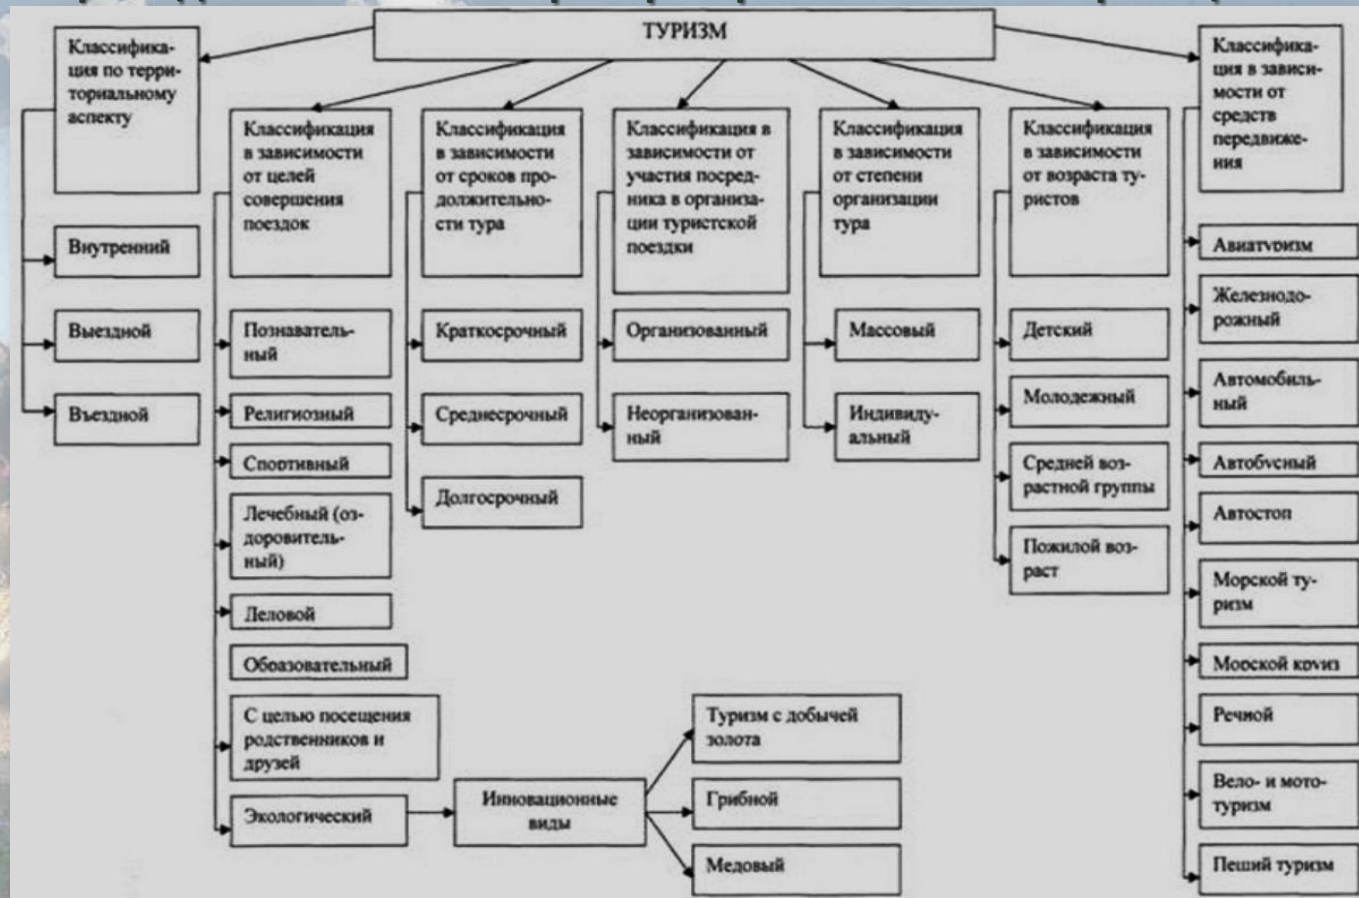 ТУРИЗМ
Классифика-
ция по терри-
ториальному
аспекту
Внутренний
Выездной
Въездной
Классификация
в зависимости
от целей
совершения
поездок
Познаватель-
ный
Религиозный
Спортивный
Лечебный (оз-
доровитель-
ный)
Деловой
Образовательный
С целью посещения
родственников и
друзей
Экологический
Инновационные
виды
Туризм с добычей
золота
Грибной
Медовый
Классификация
в зависимости
от сроков про-
должительно-
сти тура
Краткосрочный
Среднесрочный
Долгосрочный
Классификация в
зависимости от
участия посред-
ника в организа-
ции туристской
поездки
Организованный
Неорганизован-
ный
Классификация
в зависимости
от степени
организации
тура
Массовый
Индивиду-
альный
Классификация
в зависимости
от возраста ту-
ристов
Детский
Молодежный
Средней воз-
растной группы
Пожилой воз-
раст
Классифика-
ция в зависи-
мости от
средств
передвиже-
ния
Авиатуризм
Железнодо-
рожный
Автомобиль-
ный
Автобусный
Автостоп
Морской ту-
ризм
Морской круиз
Речной
Вело- и мото-
туризм
Пеший туризм